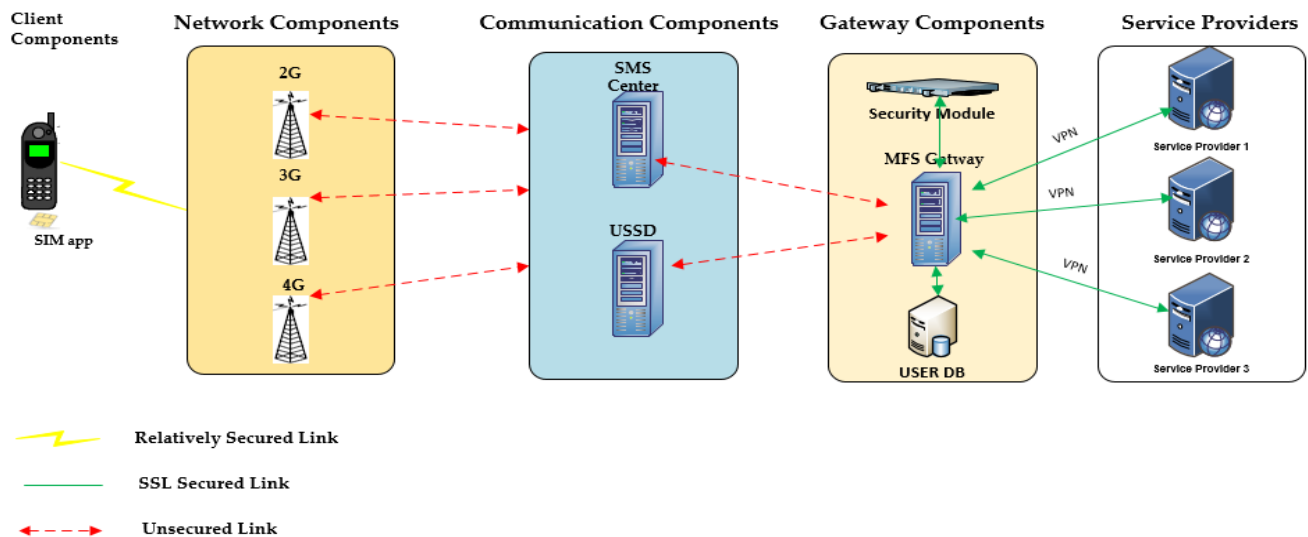 Client
Components
Network Components
Communication Components
Gateway Components
Service Providers
2G
3G
4G
SIM app
SMS
Center
USSD
Security Module
MFS Gatway
USER DB
VPN
VPN
VPN
Service Provider 1
Service Provider 2
Service Provider 3
Relatively Secured Link
SSL Secured Link
Unsecured Link